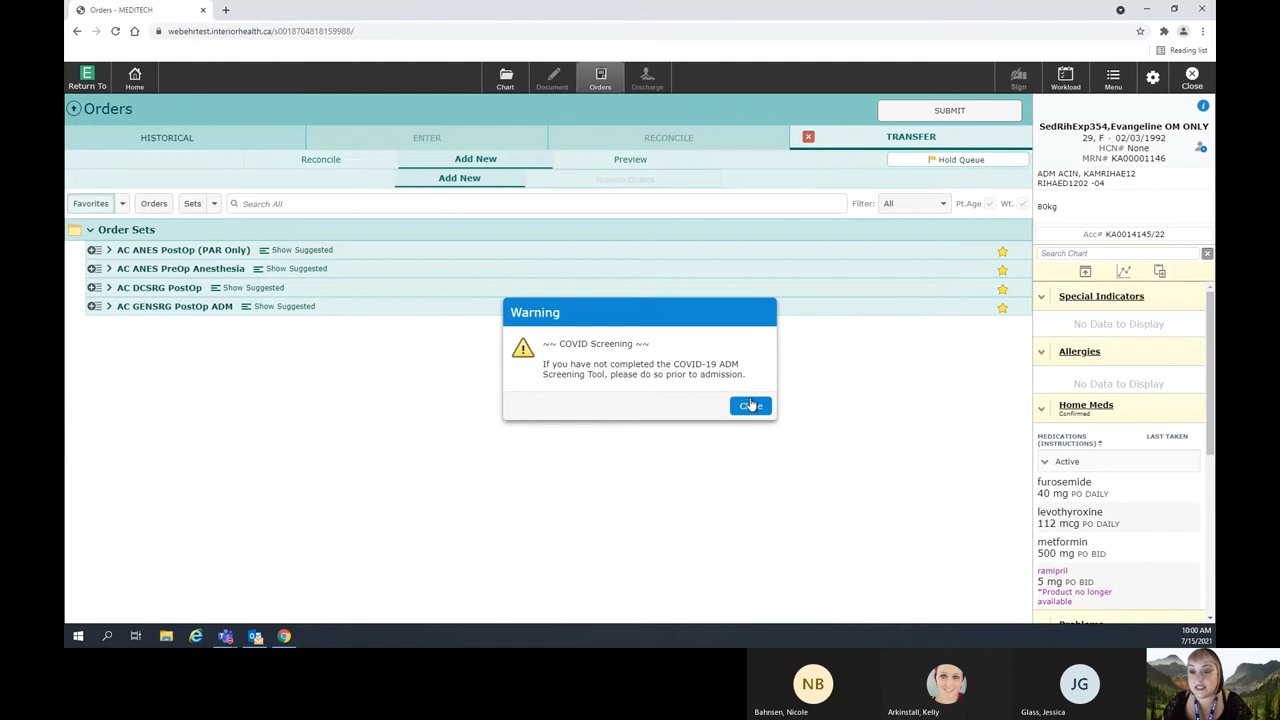 Orders - MEDITECH
webehrtest.interiorhealth.ca/s0018704818159988/
Reading list
E
Return To
Home
Chart
Document
Orders
Discharge
Sign
Workload
Menu
Close
Orders
SUBMIT
HISTORICAL
ENTER
RECONCILE
TRANSFER
Reconcile
Add New
Preview
Hold Queue
Add New
Process Orders
Favorites
Orders
Sets
Search All
Filter:
All
Pt.Age
Wt.
Order Sets
AC ANES PostOp (PAR Only) Show Suggested
AC ANES PreOp Anesthesia Show Suggested
AC DCSRG PostOp Show Suggested
AC GENSRG PostOp ADM Show Suggested
Warning
~~ COVID Screening ~~
If you have not completed the COVID-19 ADM
Screening Tool, please do so prior to admission.
SedRihExp354,Evangeline OM ONLY
29, F - 02/03/1992
HCN# None
MRN# KA00001146
ADM ACIN, KAMRIHAE12
RIHAED1202 -04
80kg
Acc# KA0014145/22
Search Chart
Special Indicators
No Data to Display
Allergies
No Data to Display
Home Meds
Confirmed
MEDICATIONS
(INSTRUCTIONS)
LAST TAKEN
Active
furosemide
40 mg PO DAILY
levothyroxine
112 mcg PO DAILY
metformin
500 mg PO BID
ramipril
5 mg PO BID
*Product no longer
available
Problems
10:00 AM
7/15/2021
NB
Bahnsen, Nicole
Arkinstall, Kelly
JG
Glass, Jessica